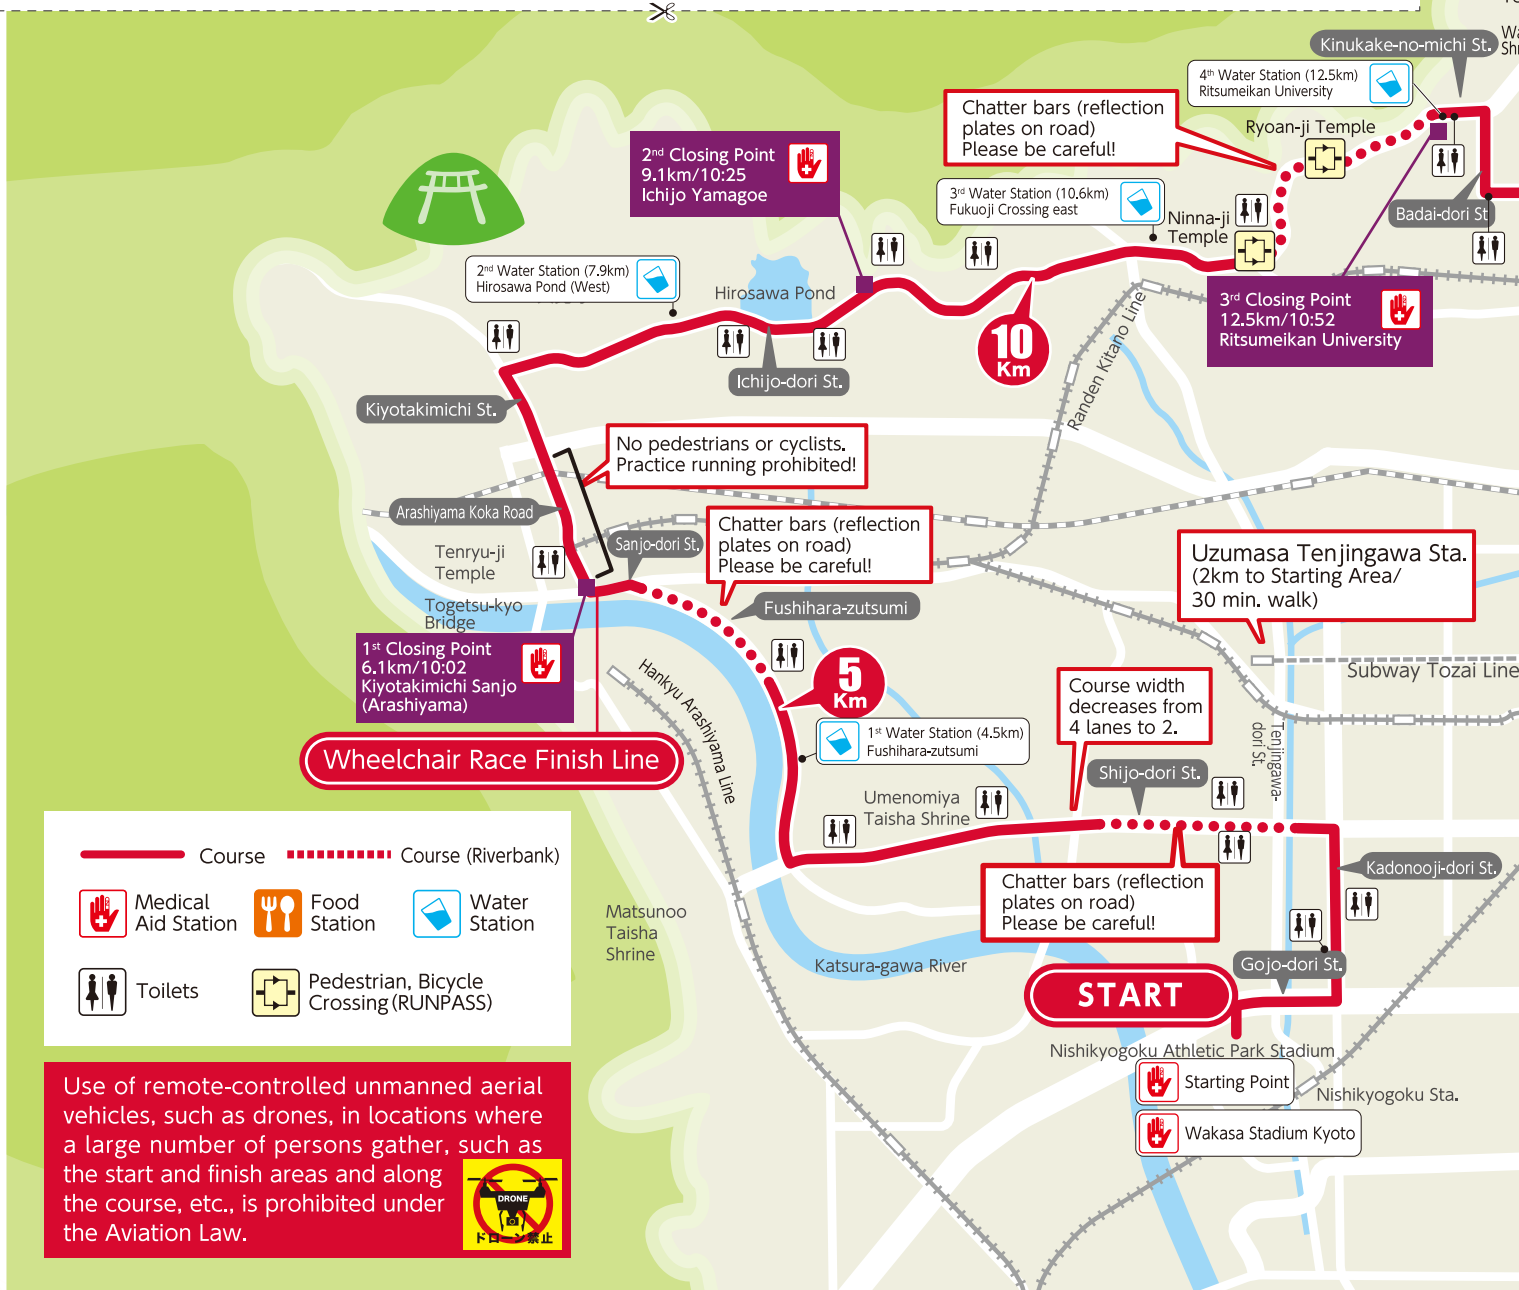 Kinukake-no-michi St.
4th Water Station (12.5km)
Ritsumeikan University
Chatter bars (reflection
plates on road)
Please be careful!
Ryoan-ji Temple
2nd Closing Point
9.1km/10:25
Ichijo Yamagoe
3rd Water Station (10.6km)
Fukuoji Crossing east
Ninna-ji
Temple
Badai-dori St
2nd Water Station (7.9km)
Hirosawa Pond (West)
Hirosawa Pond
3rd Closing Point
12.5km/10:52
Ritsumeikan University
10
Km
Randen Kitano Line
Ichijo-dori St.
Kiyotakimichi St.
No pedestrians or cyclists.
Practice running prohibited!
Arashiyama Koka Road
Sanjo-dori St.
Chatter bars (reflection
plates on road)
Please be careful!
Uzumasa Tenjingawa Sta.
(2km to Starting Area/
30 min. walk)
Tenryu-ji
Temple
Togetsu-kyo
Bridge
Fushihara-zutsumi
1st Closing Point
6.1km/10:02
Kiyotakimichi Sanjo
(Arashiyama)
Hankyu Arashiyama Line
5
Km
Subway Tozai Line
Course width
decreases from
4 lanes to 2.
1st Water Station (4.5km)
Fushihara-zutsumi
Tenjingawa-
dori St.
Wheelchair Race Finish Line
Shijo-dori St.
Umenomiya
Taisha Shrine
Kadonooji-dori St.
Chatter bars (reflection
plates on road)
Please be careful!
Course
Course (Riverbank)
Medical
Aid Station
Food
Station
Water
Station
Toilets
Pedestrian, Bicycle
Crossing (RUNPASS)
Matsunoo
Taisha
Shrine
Katsura-gawa River
Gojo-dori St.
START
Nishikyogoku Athletic Park Stadium
Starting Point
Nishikyogoku Sta.
Wakasa Stadium Kyoto
Use of remote-controlled unmanned aerial
vehicles, such as drones, in locations where
a large number of persons gather, such as
the start and finish areas and along
the course, etc., is prohibited under
the Aviation Law.
DRONE
ドローン禁止